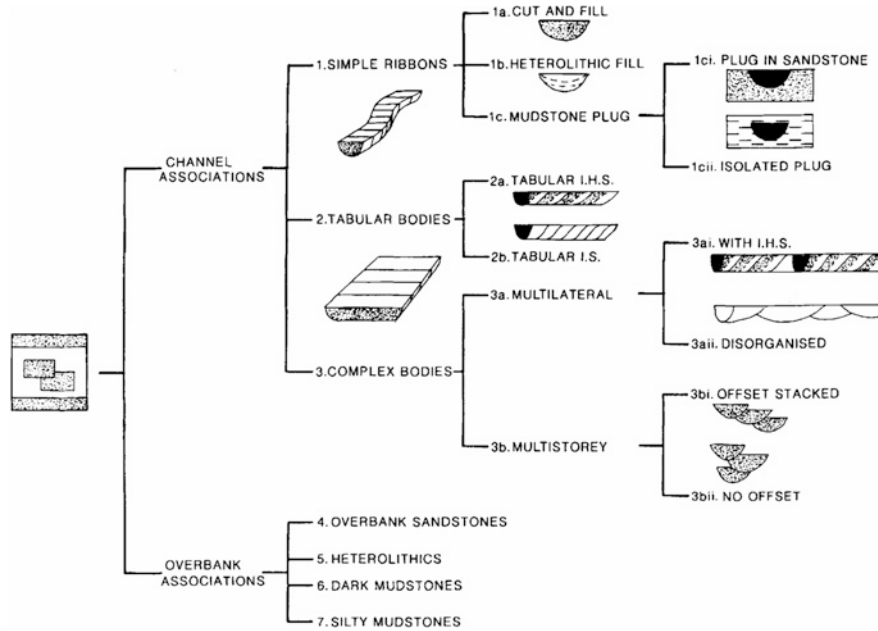 1a. CUT AND FILL
1. SIMPLE RIBBONS
1b. HETEROLITHIC FILL
1ci. PLUG IN SANDSTONE
1c. MUDSTONE PLUG
1cii. ISOLATED PLUG
CHANNEL
ASSOCIATIONS
2a. TABULAR I.H.S.
2. TABULAR BODIES
2b. TABULAR I.S.
3ai. WITH I.H.S.
3a. MULTILATERAL
3aii. DISORGANISED
3. COMPLEX BODIES
3bi. OFFSET STACKED
3b. MULTISTOREY
3bii. NO OFFSET
OVERBANK
ASSOCIATIONS
4. OVERBANK SANDSTONES
5. HETEROLITHICS
6. DARK MUDSTONES
7. SILTY MUDSTONES